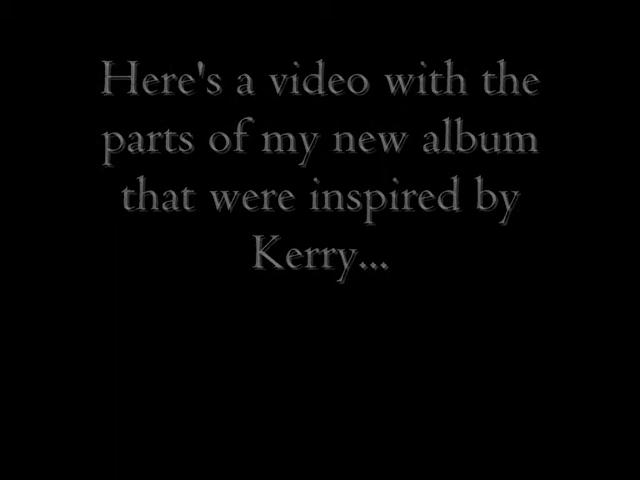 Here's a video with the
parts of my new album
that were inspired by
Kerry...